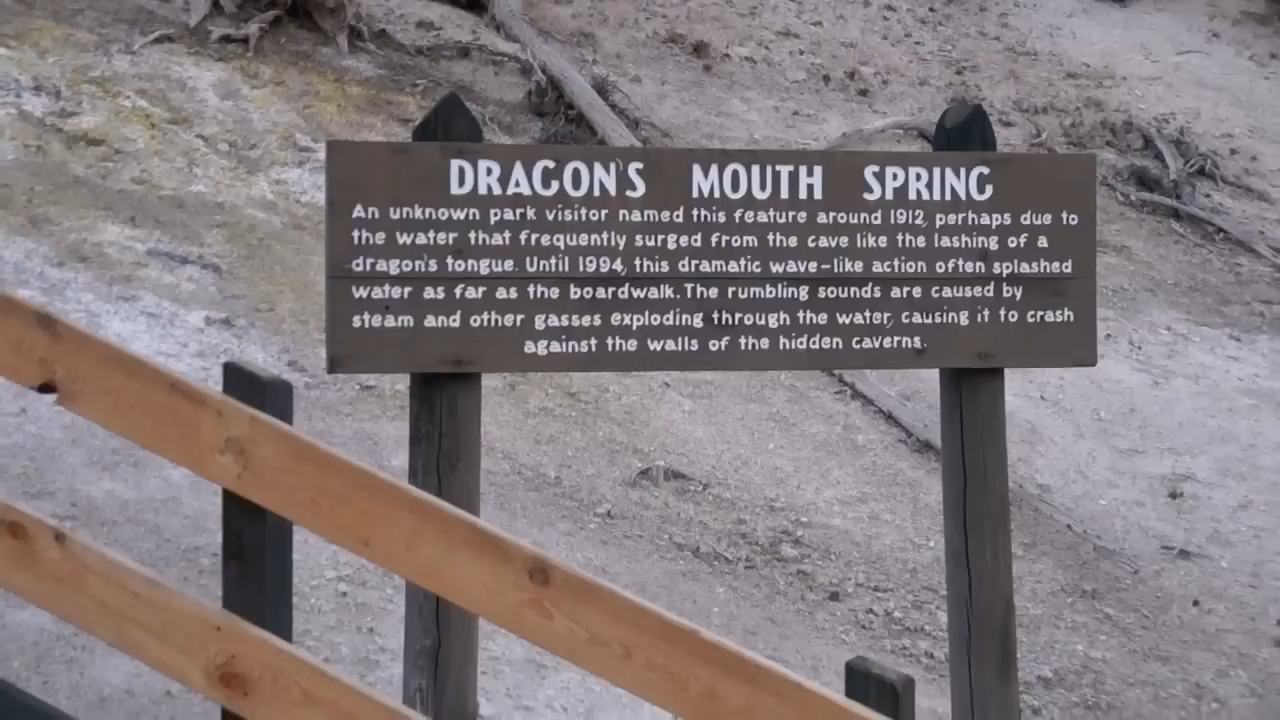 DRAGON'S MOUTH SPRING
An unknown park visitor named this feature around 1912, perhaps due to
the water that frequently surged from the cave like the lashing of a
dragon's tongue. Until 1994, this dramatic wave-like action often splashed
water as far as the boardwalk. The rumbling sounds are caused by
steam and other gasses exploding through the water, causing it to crash
against the walls of the hidden caverns.